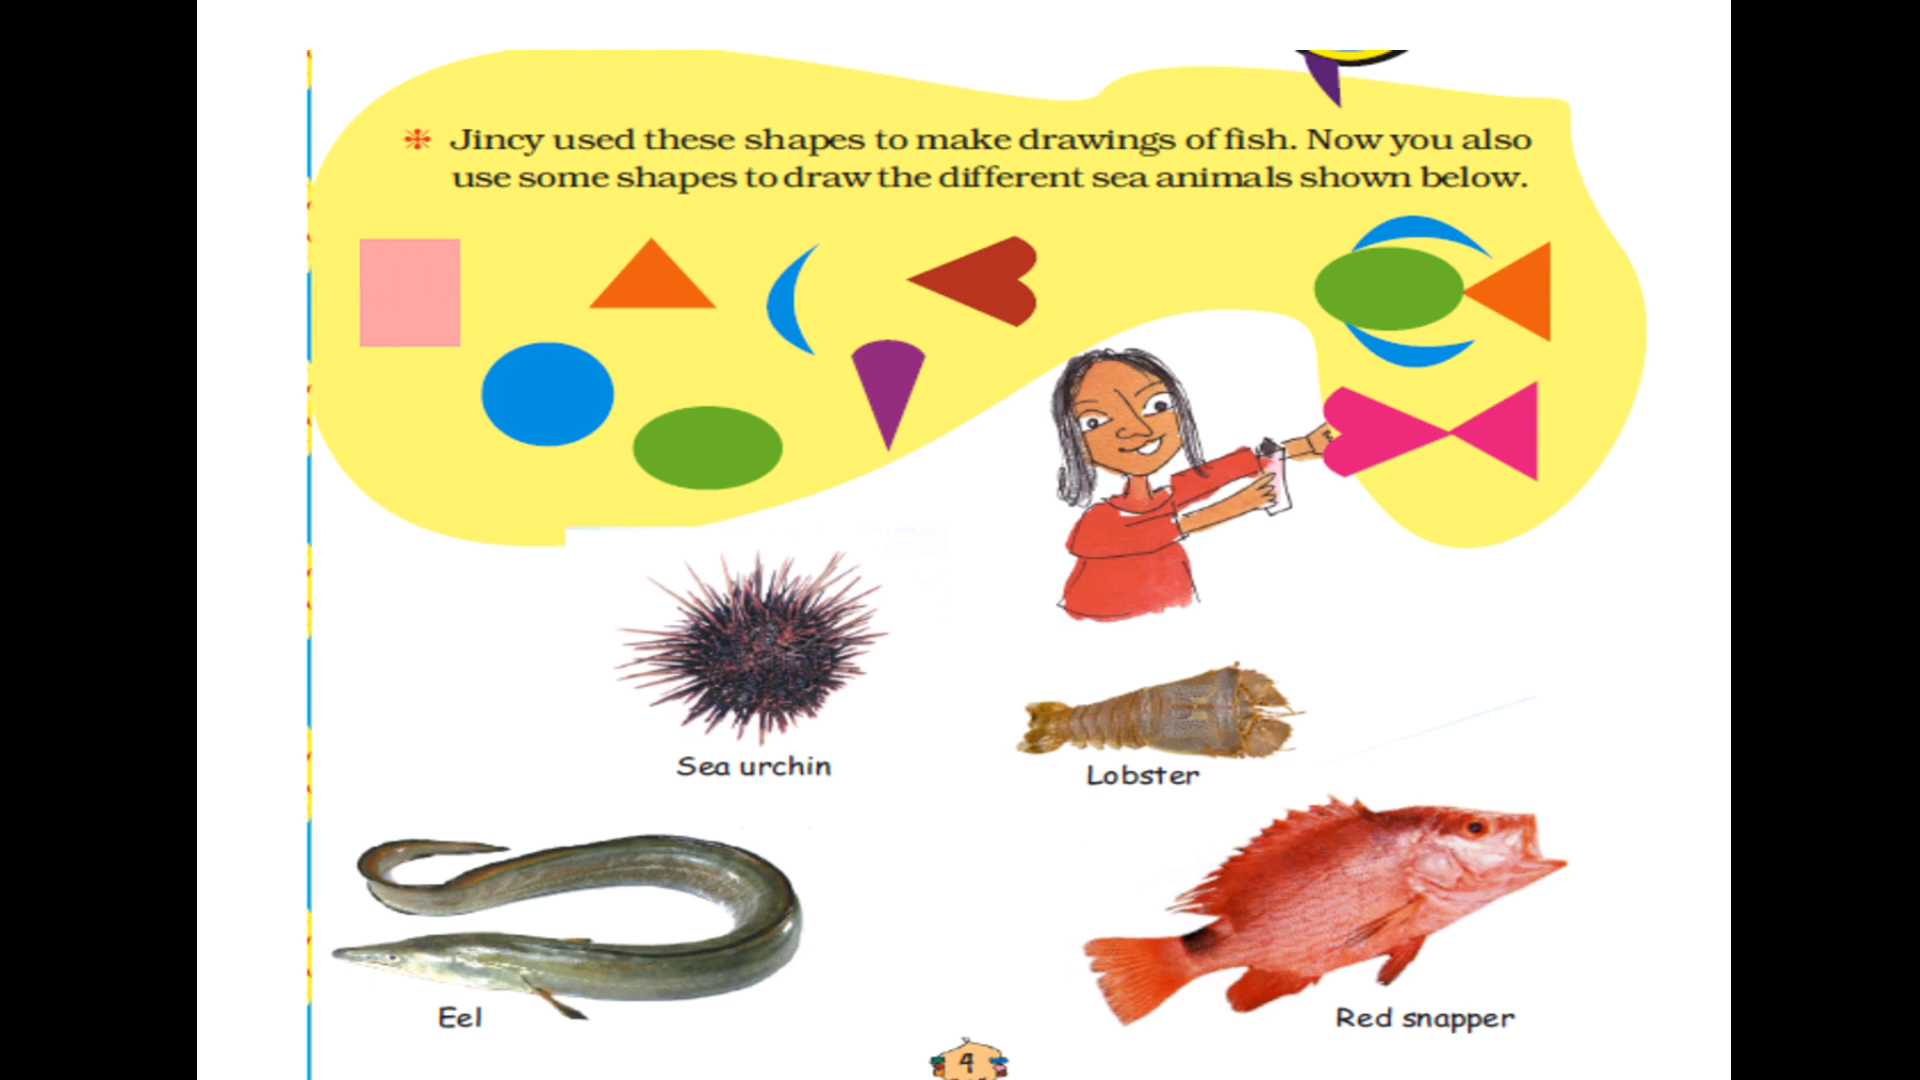 ❉ Jincy used these shapes to make drawings of fish. Now you also
use some shapes to draw the different sea animals shown below.
Sea urchin
Lobster
Eel
Red snapper
4